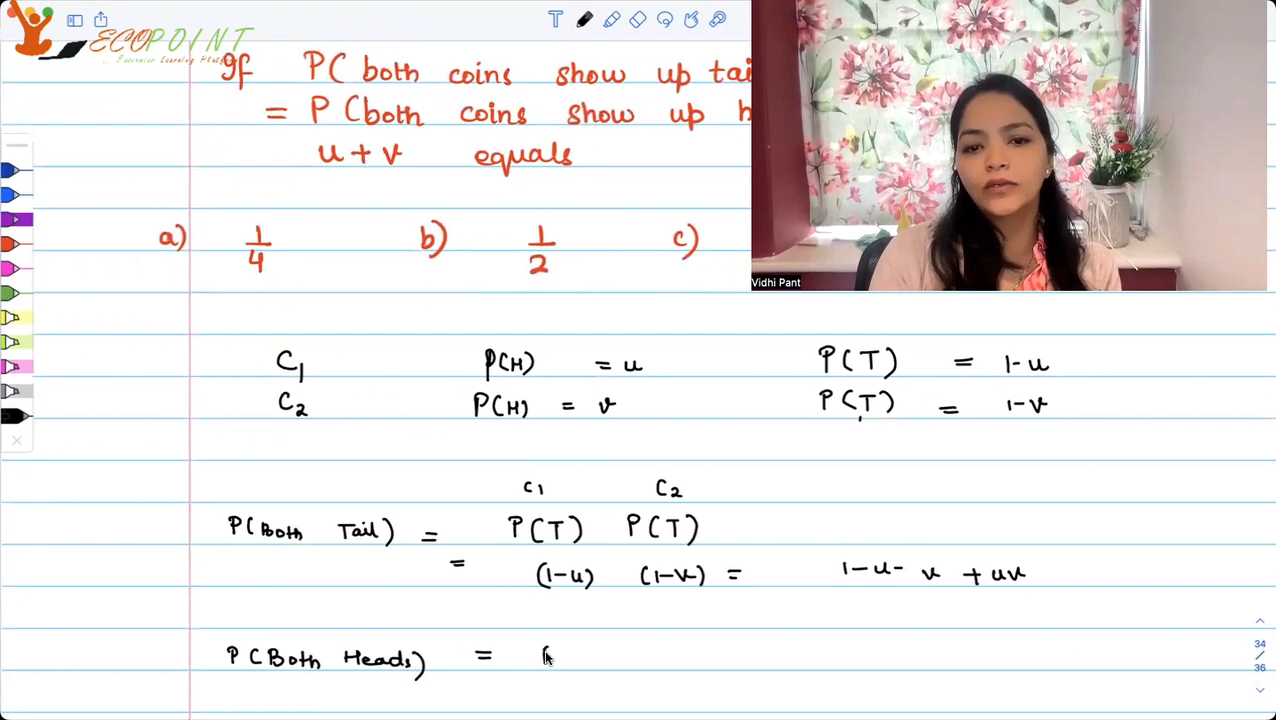 ECOPOINT
If P( both coins show up
= P (both coins show up
u + v equals
a) 1/4 b) 1/2 c)
Vidhi Pant
C1 P(H) = u P(T) = 1-u
C2 P(H) = v P(T) = 1-v
C1 C2
P(Both Tail) = P(T) P(T)
= (1-u) (1-v) = 1-u- v + uv
P(Both Heads) =
34
/
36